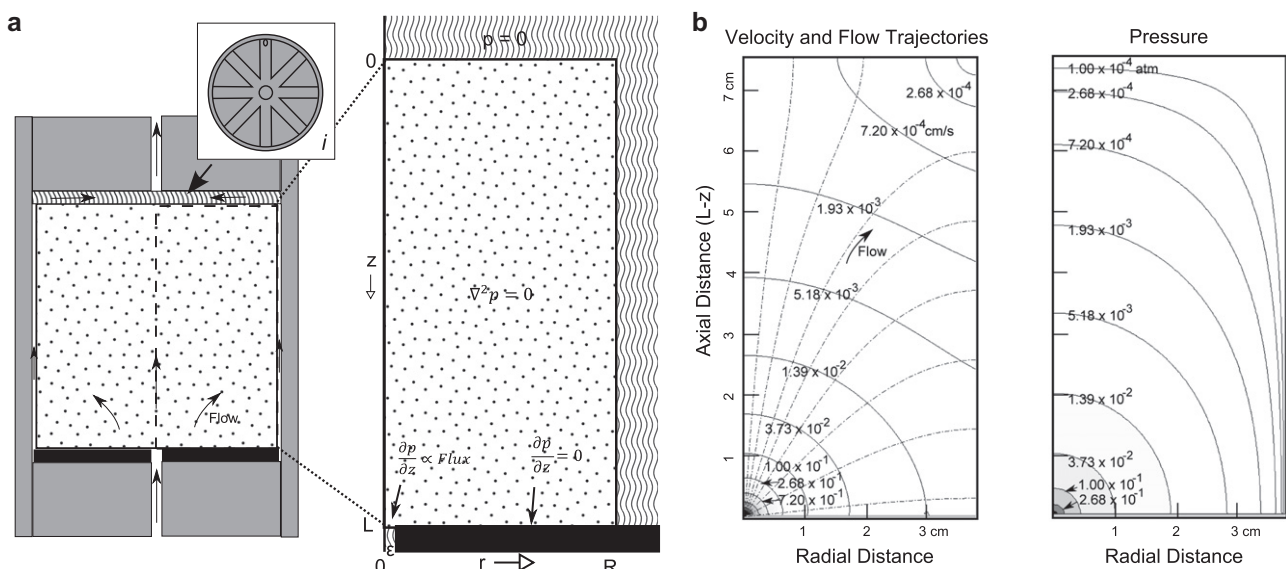 a
i
Flow
0
p = 0
z
∇²p = 0
∂p/∂z ∝ Flux
∂p/∂z = 0
L
ε
0
r
R
b
Velocity and Flow Trajectories
Axial Distance (L-z)
7 cm
6
5
4
3
2
1
2.68 x 10⁻⁴
7.20 x 10⁻⁴cm/s
1.93 x 10⁻³
Flow
5.18 x 10⁻³
1.39 x 10⁻²
3.73 x 10⁻²
1.00 x 10⁻¹
2.68 x 10⁻¹
7.20 x 10⁻¹
1 2 3 cm
Radial Distance
Pressure
1.00 x 10⁻⁴ atm
2.68 x 10⁻⁴
7.20 x 10⁻⁴
1.93 x 10⁻³
5.18 x 10⁻³
1.39 x 10⁻²
3.73 x 10⁻²
1.00 x 10⁻¹
2.68 x 10⁻¹
1 2 3 cm
Radial Distance